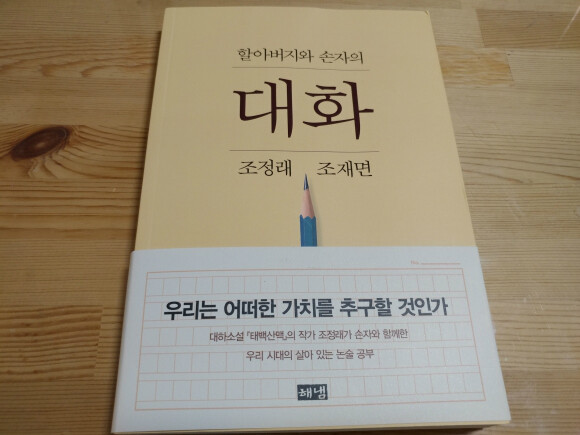 할아버지와 손자의
대화
조정래 조재면
우리는 어떠한 가치를 추구할 것인가
대하소설 『태백산맥』의 작가 조정래가 손자와 함께한
우리 시대의 살아 있는 논술 공부
해냄